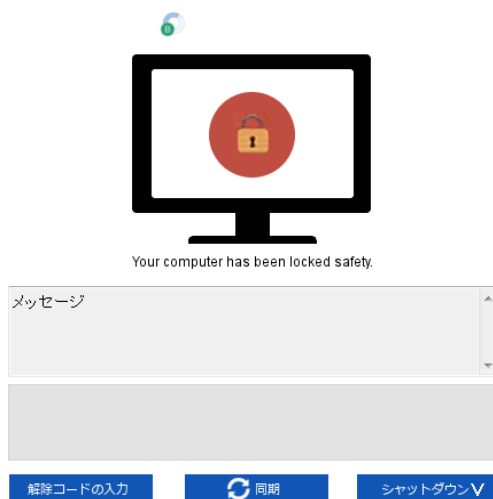 B
Your computer has been locked safety.
メッセージ
解除コードの入力
同期
シャットダウン